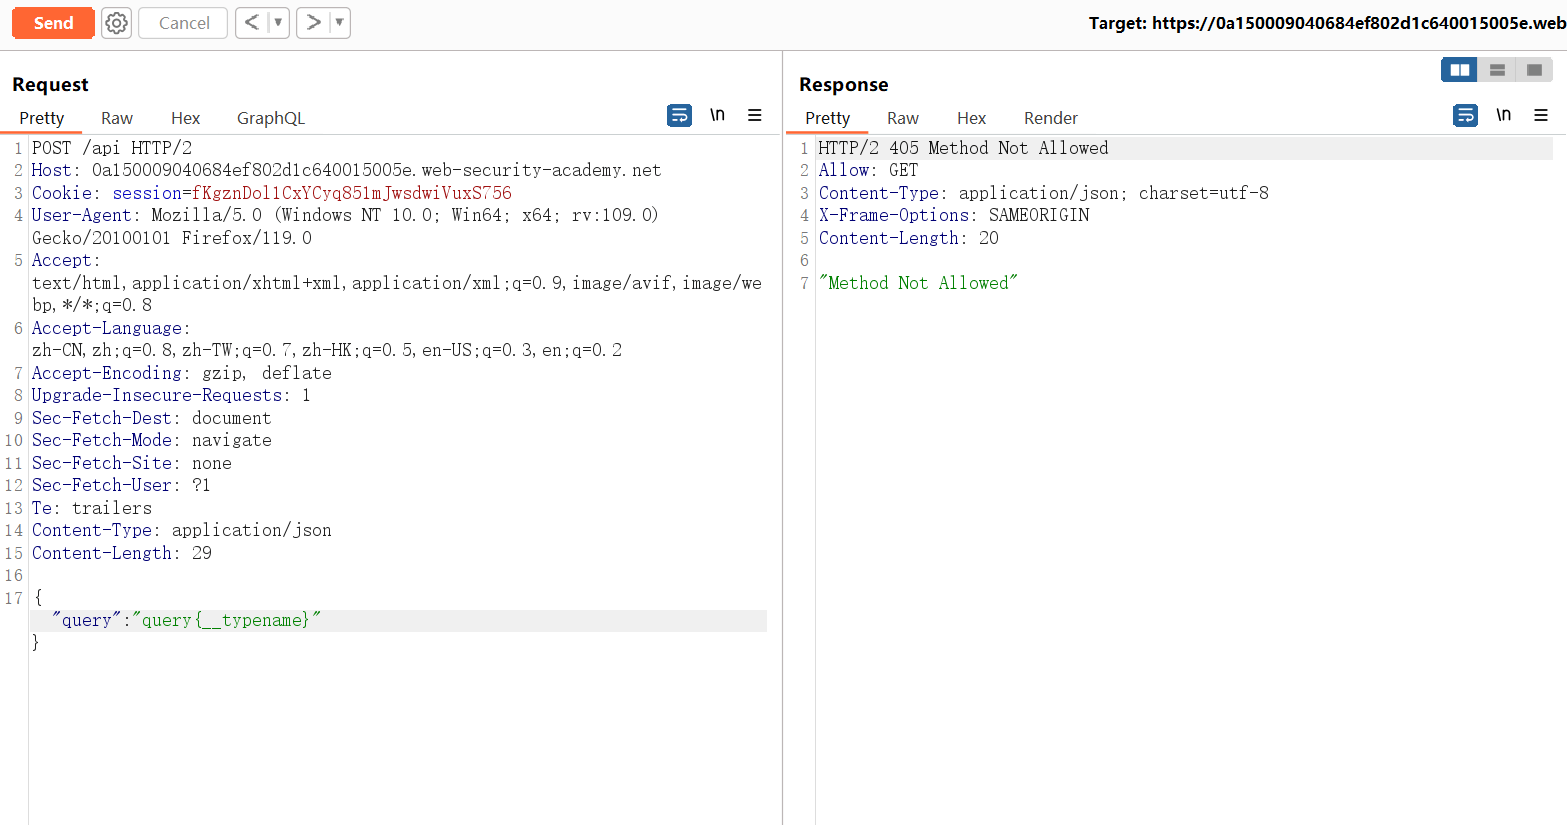 Send Cancel < ▼ > ▼ Target: https://0a150009040684ef802d1c640015005e.web
Request
Pretty Raw Hex GraphQL \n ☰
1 POST /api HTTP/2
2 Host: 0a150009040684ef802d1c640015005e.web-security-academy.net
3 Cookie: session=fKgznDol1CxYCyq851mJwsdwiVuxS756
4 User-Agent: Mozilla/5.0 (Windows NT 10.0; Win64; x64; rv:109.0)
Gecko/20100101 Firefox/119.0
5 Accept:
text/html,application/xhtml+xml,application/xml;q=0.9,image/avif,image/we
bp,*/*;q=0.8
6 Accept-Language:
zh-CN,zh;q=0.8,zh-TW;q=0.7,zh-HK;q=0.5,en-US;q=0.3,en;q=0.2
7 Accept-Encoding: gzip, deflate
8 Upgrade-Insecure-Requests: 1
9 Sec-Fetch-Dest: document
10 Sec-Fetch-Mode: navigate
11 Sec-Fetch-Site: none
12 Sec-Fetch-User: ?1
13 Te: trailers
14 Content-Type: application/json
15 Content-Length: 29
16
17 {
"query":"query{__typename}"
}
Response
Pretty Raw Hex Render \n ☰
1 HTTP/2 405 Method Not Allowed
2 Allow: GET
3 Content-Type: application/json; charset=utf-8
4 X-Frame-Options: SAMEORIGIN
5 Content-Length: 20
6
7 "Method Not Allowed"